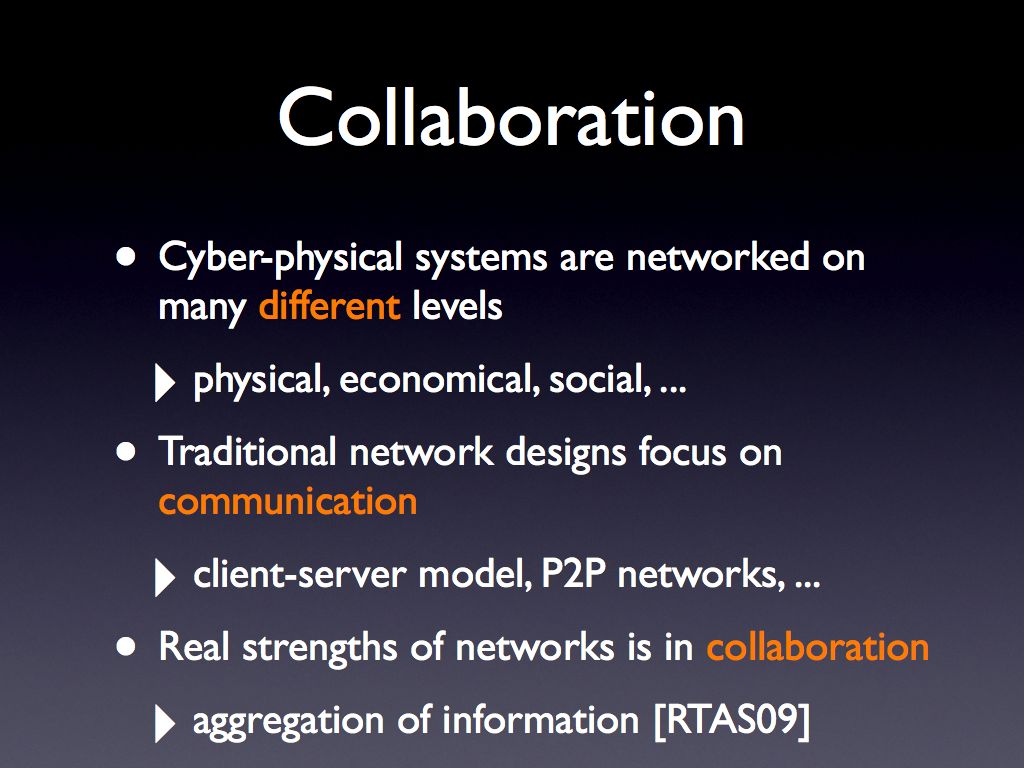 Collaboration
• Cyber-physical systems are networked on
many different levels
‣ physical, economical, social, ...
• Traditional network designs focus on
communication
‣ client-server model, P2P networks, ...
• Real strengths of networks is in collaboration
‣ aggregation of information [RTAS09]